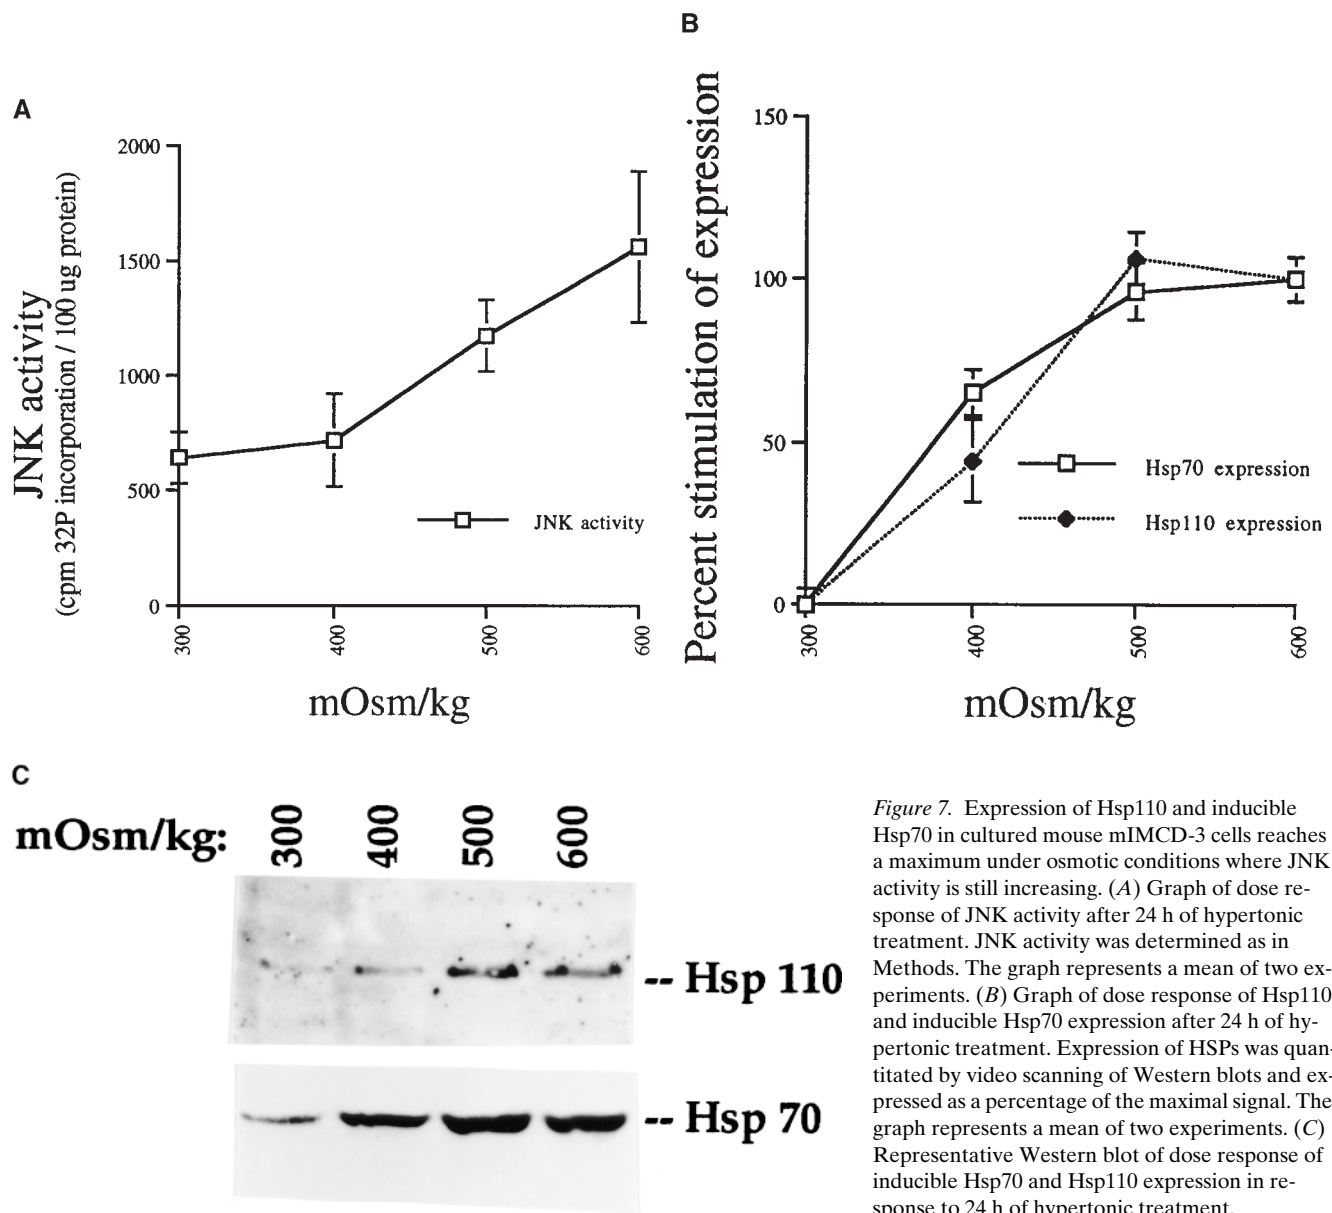 A
2000
1500
1000
500
0
300
400
500
600
JNK activity
(cpm 32P incorporation / 100 ug protein)
JNK activity
mOsm/kg
B
150
100
50
0
300
400
500
600
Percent stimulation of expression
Hsp70 expression
Hsp110 expression
mOsm/kg
C
mOsm/kg: 300 400 500 600
-- Hsp 110
-- Hsp 70
Figure 7. Expression of Hsp110 and inducible
Hsp70 in cultured mouse mIMCD-3 cells reaches
a maximum under osmotic conditions where JNK
activity is still increasing. (A) Graph of dose re-
sponse of JNK activity after 24 h of hypertonic
treatment. JNK activity was determined as in
Methods. The graph represents a mean of two ex-
periments. (B) Graph of dose response of Hsp110
and inducible Hsp70 expression after 24 h of hy-
pertonic treatment. Expression of HSPs was quan-
titated by video scanning of Western blots and ex-
pressed as a percentage of the maximal signal. The
graph represents a mean of two experiments. (C)
Representative Western blot of dose response of
inducible Hsp70 and Hsp110 expression in re-
sponse to 24 h of hypertonic treatment.